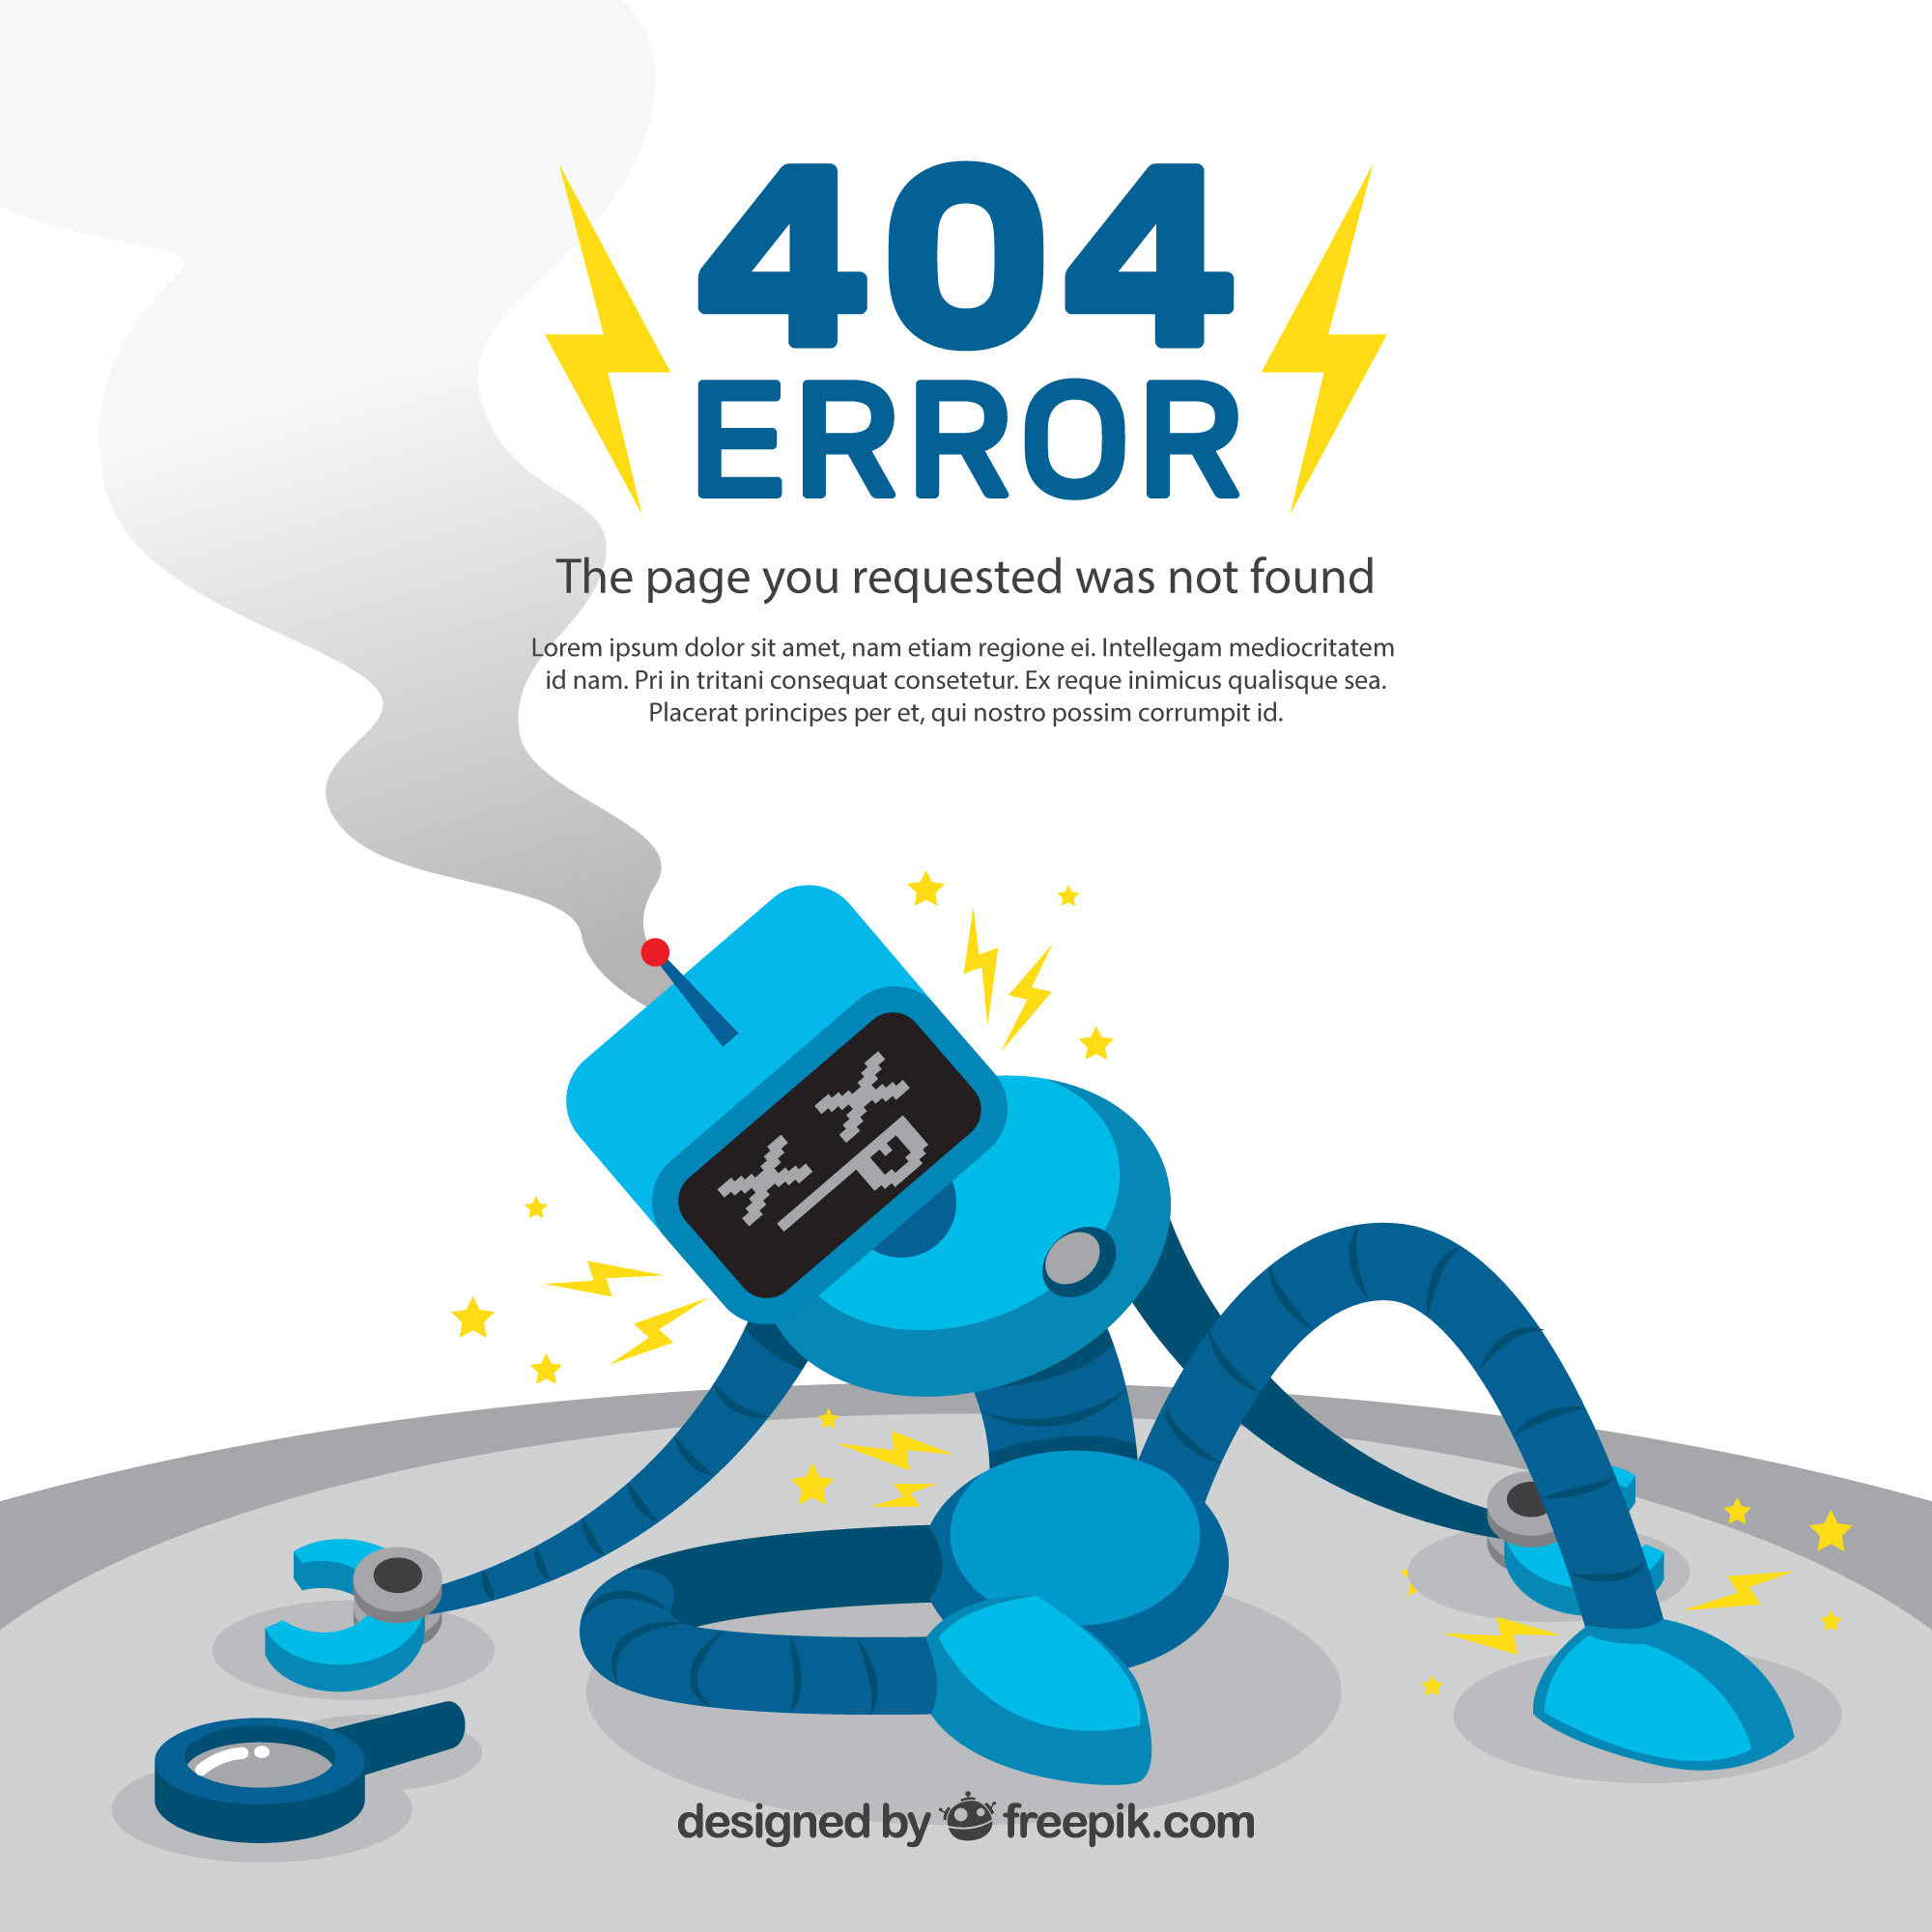 404
ERROR
The page you requested was not found
Lorem ipsum dolor sit amet, nam etiam regione ei. Intellegam mediocritatem
id nam. Pri in tritani consequat consetetur. Ex reque inimicus qualisque sea.
Placerat principes per et, qui nostro possim corrumpit id.
designed by freepik.com